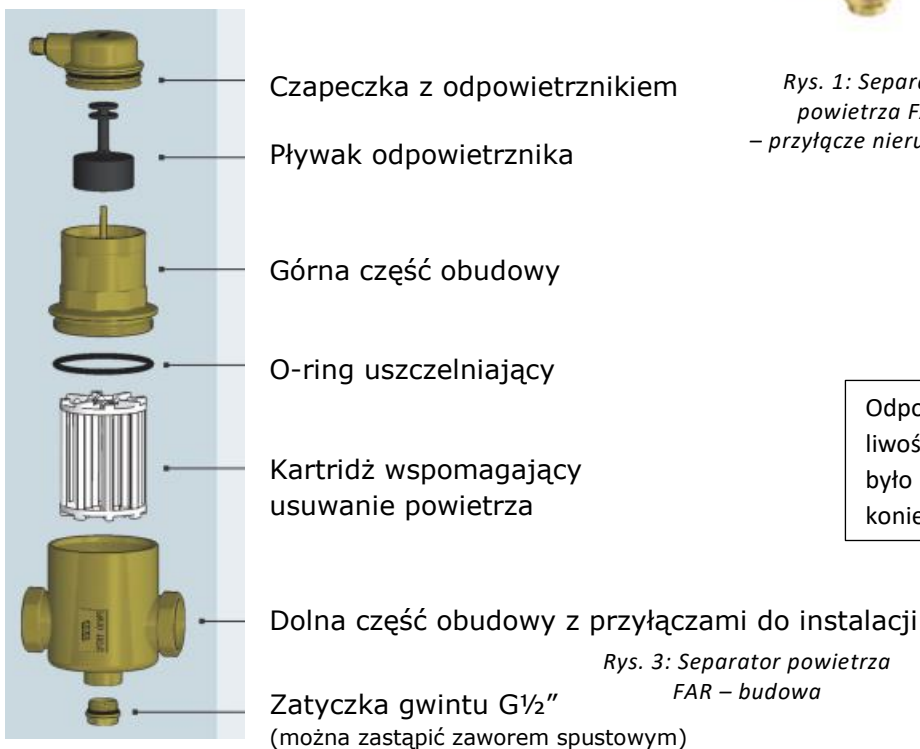 Czapeczka z odpowietrznikiem
Pływak odpowietrznika
Górna część obudowy
O-ring uszczelniający
Kartridż wspomagający
usuwanie powietrza
Dolna część obudowy z przyłączami do instalacji
Zatyczka gwintu G½”
(można zastąpić zaworem spustowym)
Rys. 1: Separa
powietrza F
– przyłącze nieru
Odpo
liwoś
było
konie
Rys. 3: Separator powietrza
FAR – budowa